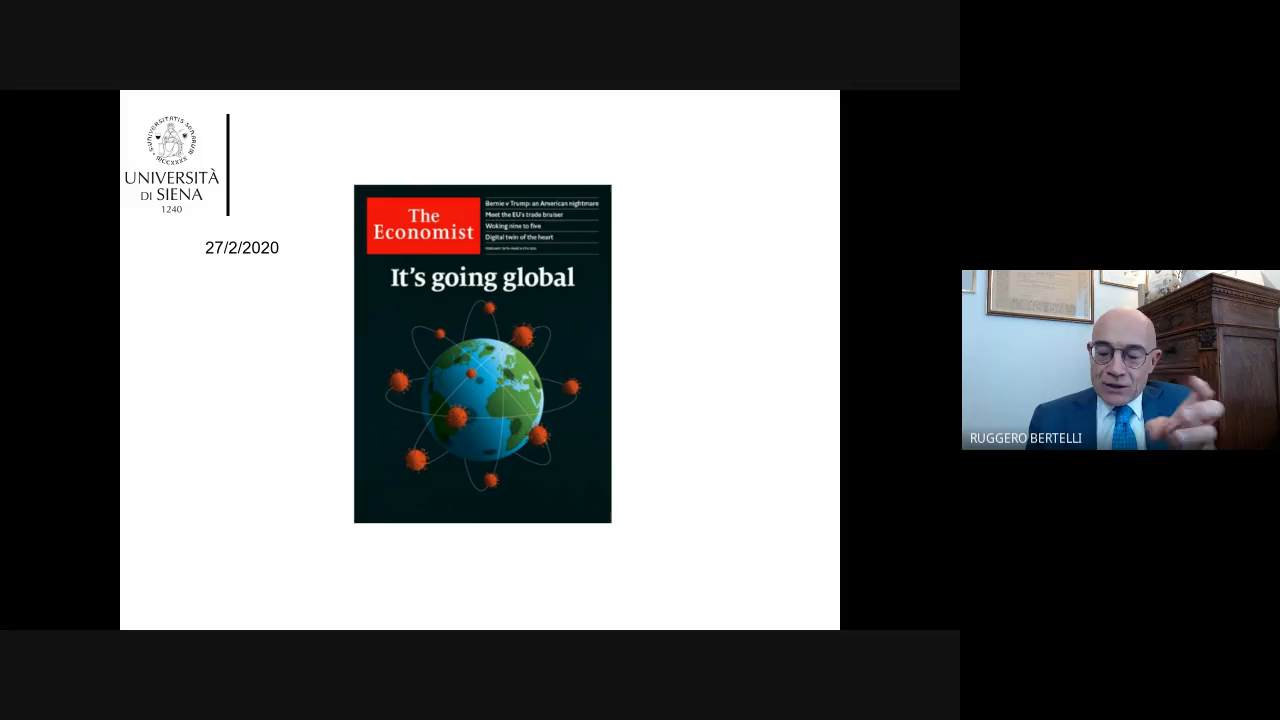 UNIVERSITÀ
DI SIENA
1240
27/2/2020
The
Economist
Bernie v Trump: an American nightmare
Meet the EU's trade bruiser
Woking nine to five
Digital twin of the heart
It's going global
RUGGERO BERTELLI